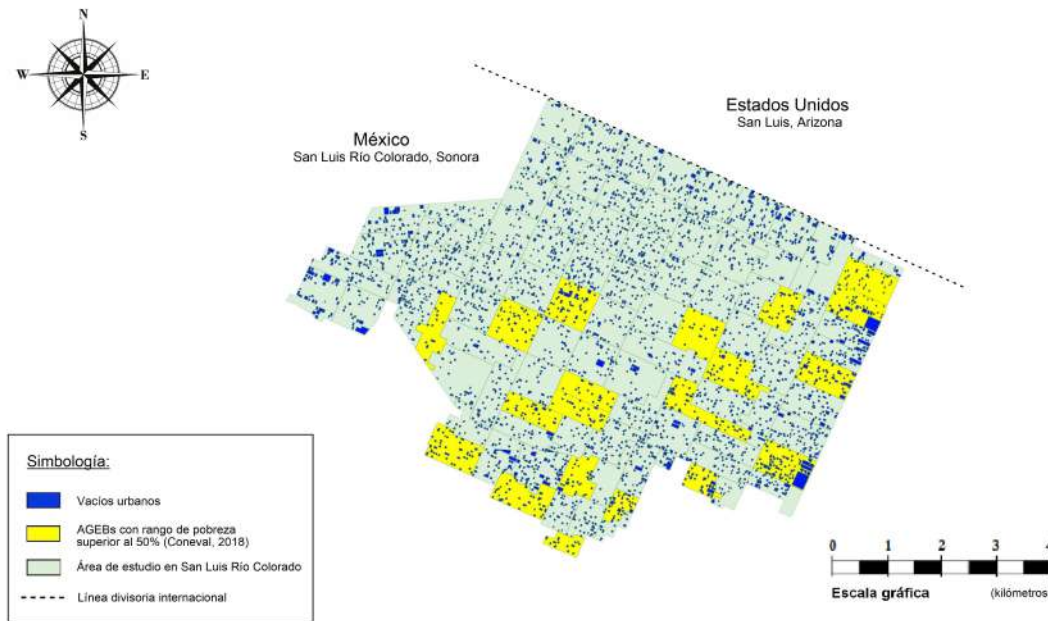 N
W
E
S
México
San Luis Río Colorado, Sonora
Estados Unidos
San Luis, Arizona
Simbología:
Vacíos urbanos
AGEBs con rango de pobreza
superior al 50% (Coneval, 2018)
Área de estudio en San Luis Río Colorado
Línea divisoria internacional
0 1 2 3 4
Escala gráfica
(kilómetros